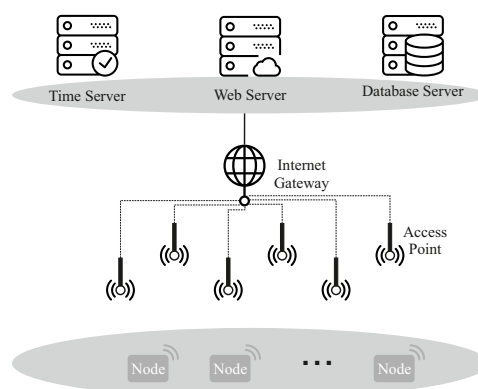 Time Server
Web Server
Database Server
Internet
Gateway
Access
Point
Node
Node
...
Node